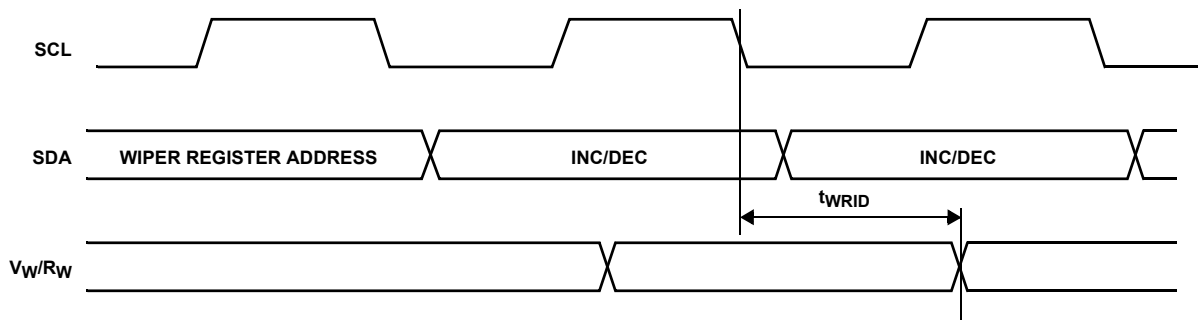 SCL
SDA WIPER REGISTER ADDRESS INC/DEC INC/DEC
tWRID
VW/RW